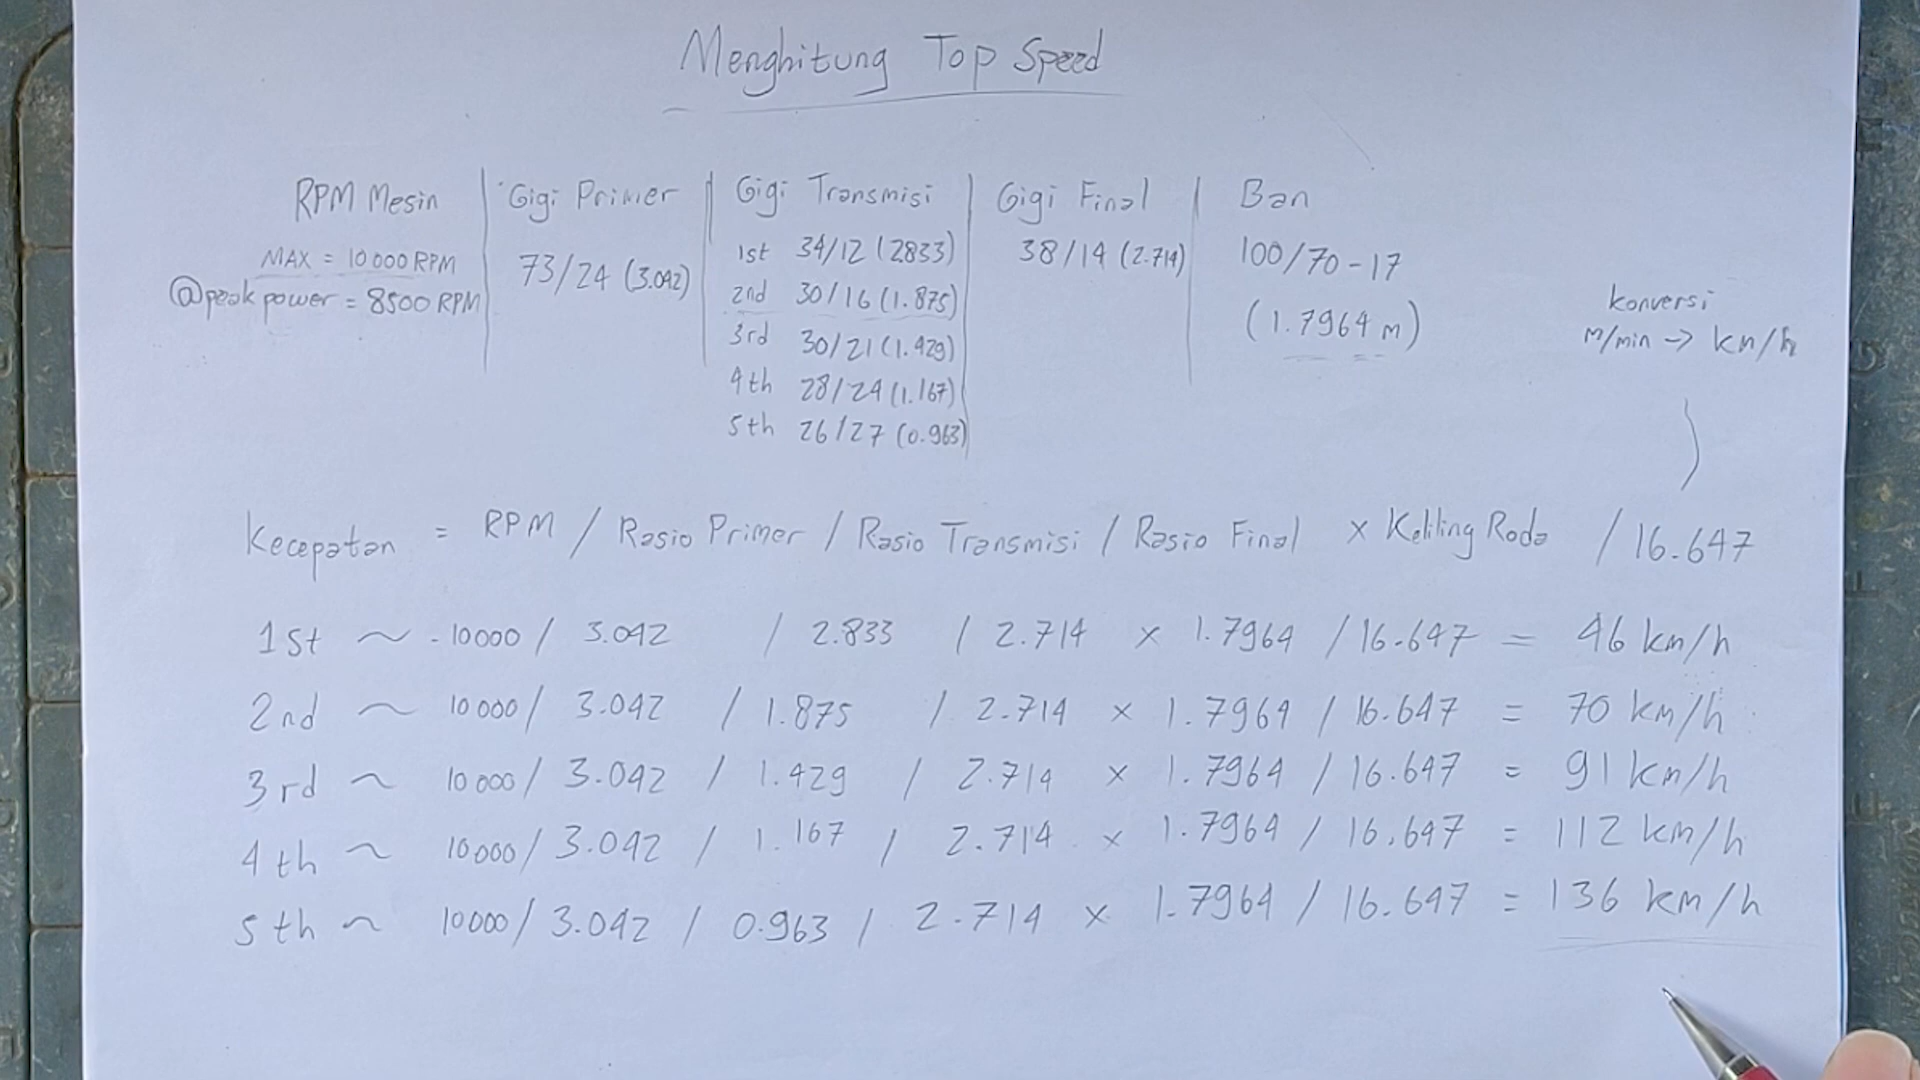 Menghitung Top Speed
RPM Mesin
MAX = 10000 RPM
@peak power = 8500 RPM
Gigi Primer
73/24 (3.042)
Gigi Transmisi
1st 34/12 (2833)
2nd 30/16 (1.875)
3rd 30/21 (1.429)
4th 28/24 (1.167)
5th 26/27 (0.963)
Gigi Final
38/14 (2.714)
Ban
100/70-17
(1.7964 m)
konversi
m/min → km/h
Kecepatan = RPM / Rasio Primer / Rasio Transmisi / Rasio Final × Keliling Roda / 16.647
1st ~ 10000 / 3.042 / 2.833 / 2.714 × 1.7964 / 16.647 = 46 km/h
2nd ~ 10000 / 3.042 / 1.875 / 2.714 × 1.7964 / 16.647 = 70 km/h
3rd ~ 10000 / 3.042 / 1.429 / 2.714 × 1.7964 / 16.647 = 91 km/h
4th ~ 10000 / 3.042 / 1.167 / 2.714 × 1.7964 / 16.647 = 112 km/h
5th ~ 10000 / 3.042 / 0.963 / 2.714 × 1.7964 / 16.647 = 136 km/h